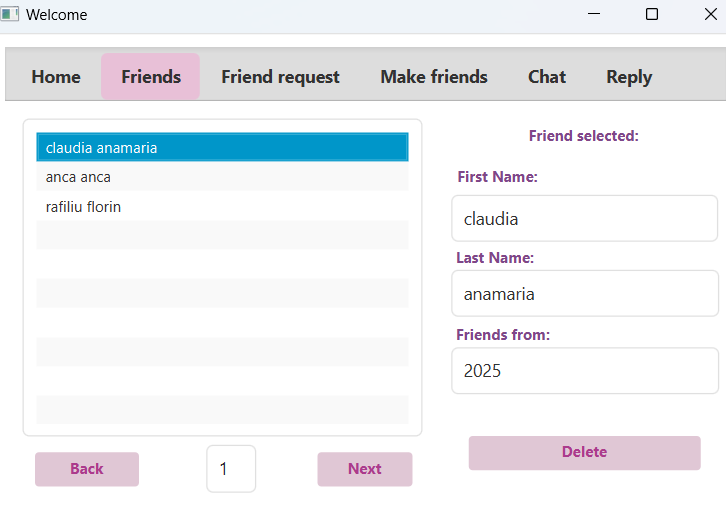 Welcome
Home Friends Friend request Make friends Chat Reply
claudia anamaria
anca anca
rafiliu florin
Back 1 Next
Friend selected:
First Name:
claudia
Last Name:
anamaria
Friends from:
2025
Delete